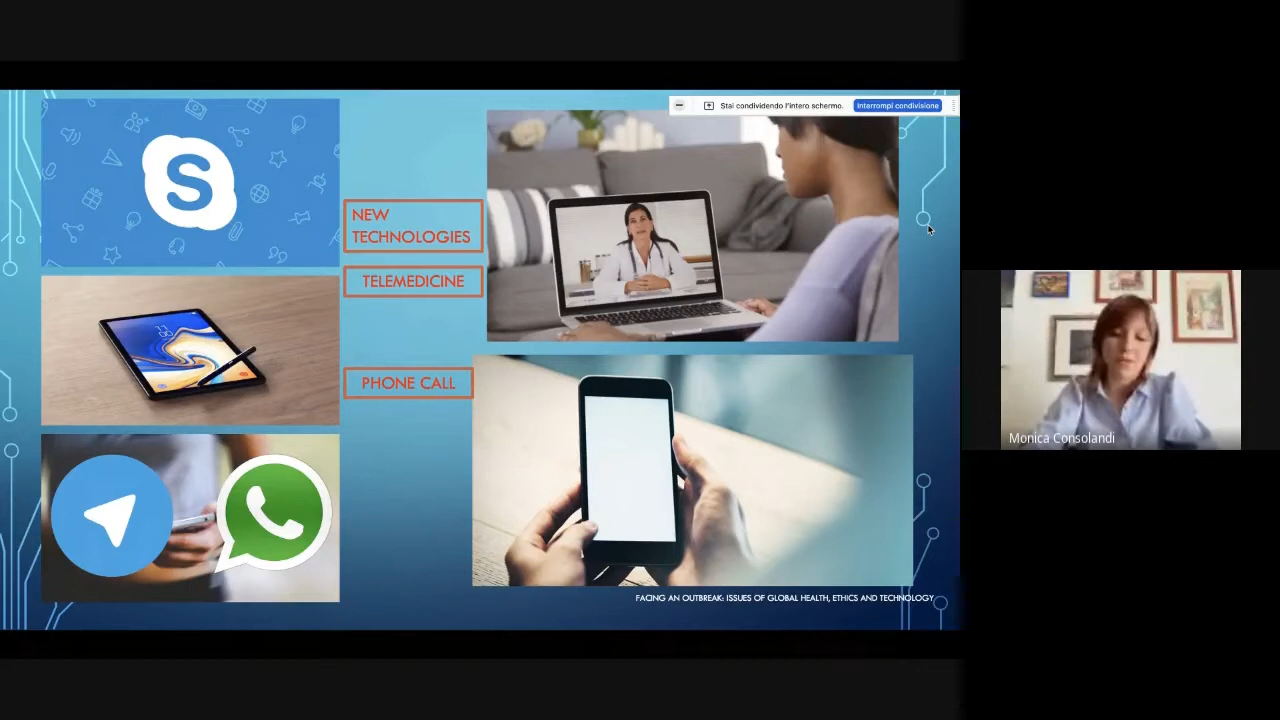 Stai condividendo l'intero schermo.
Interrompi condivisione
S
NEW
TECHNOLOGIES
TELEMEDICINE
PHONE CALL
FACING AN OUTBREAK: ISSUES OF GLOBAL HEALTH, ETHICS AND TECHNOLOGY
Monica Consolandi